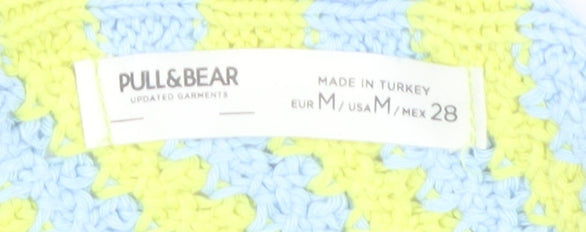 PULL&BEAR
UPDATED GARMENTS
MADE IN TURKEY
EUR M / USA M / MEX 28